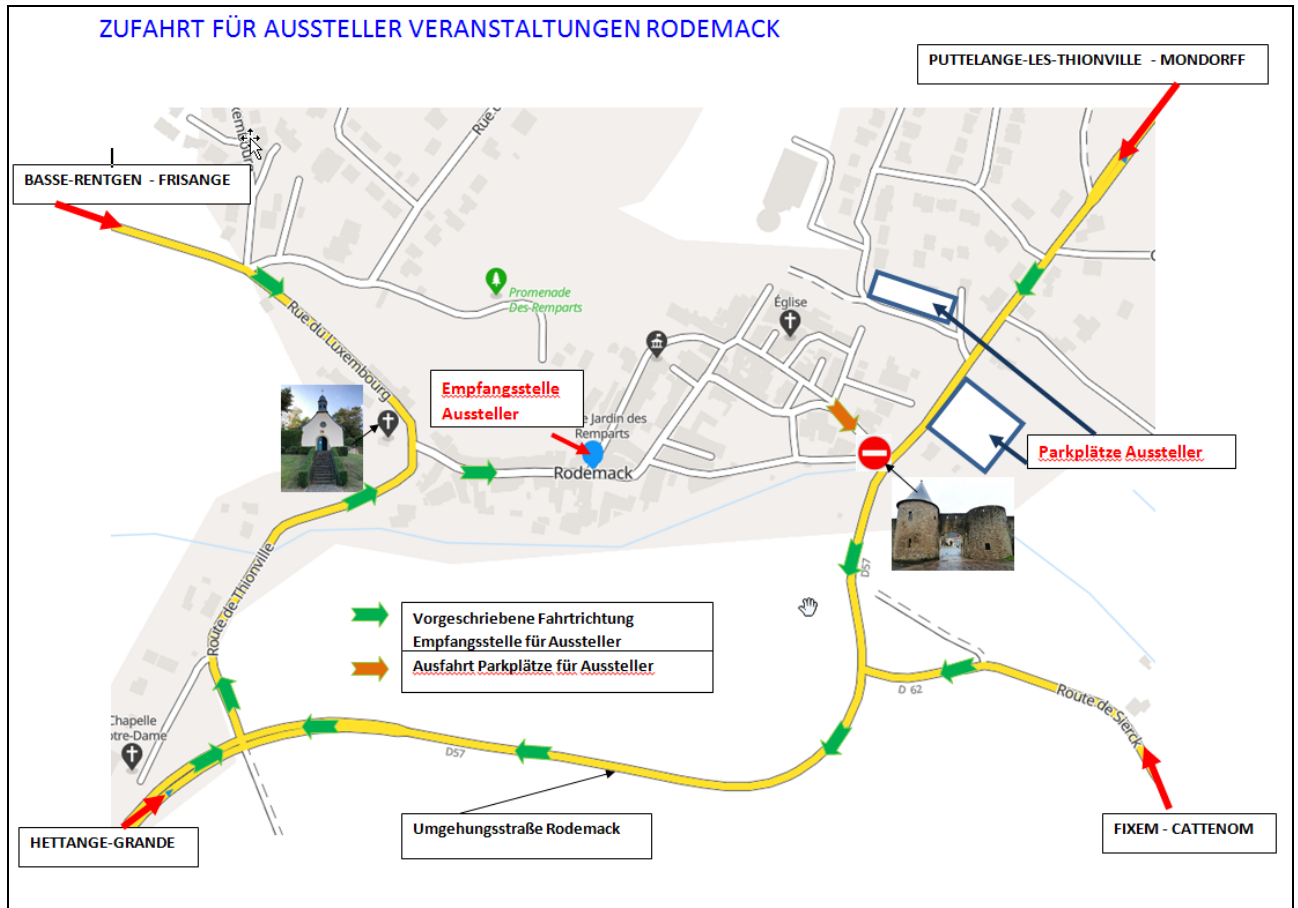 ZUFAHRT FÜR AUSSTELLER VERANSTALTUNGEN RODEMACK
PUTTELANGE-LES-THIONVILLE - MONDORFF
BASSE-RENTGEN - FRISANGE
Rue du Luxembourg
Promenade
Des-Remparts
Église
Empfangsstelle
Aussteller
Jardin des
Remparts
Rodemack
Parkplätze Aussteller
Route de Thionville
D57
Vorgeschriebene Fahrtrichtung
Empfangsstelle für Aussteller
Ausfahrt Parkplätze für Aussteller
D 62
Route de Sierck
Chapelle
D57
Umgehungsstraße Rodemack
HETTANGE-GRANDE
FIXEM - CATTENOM